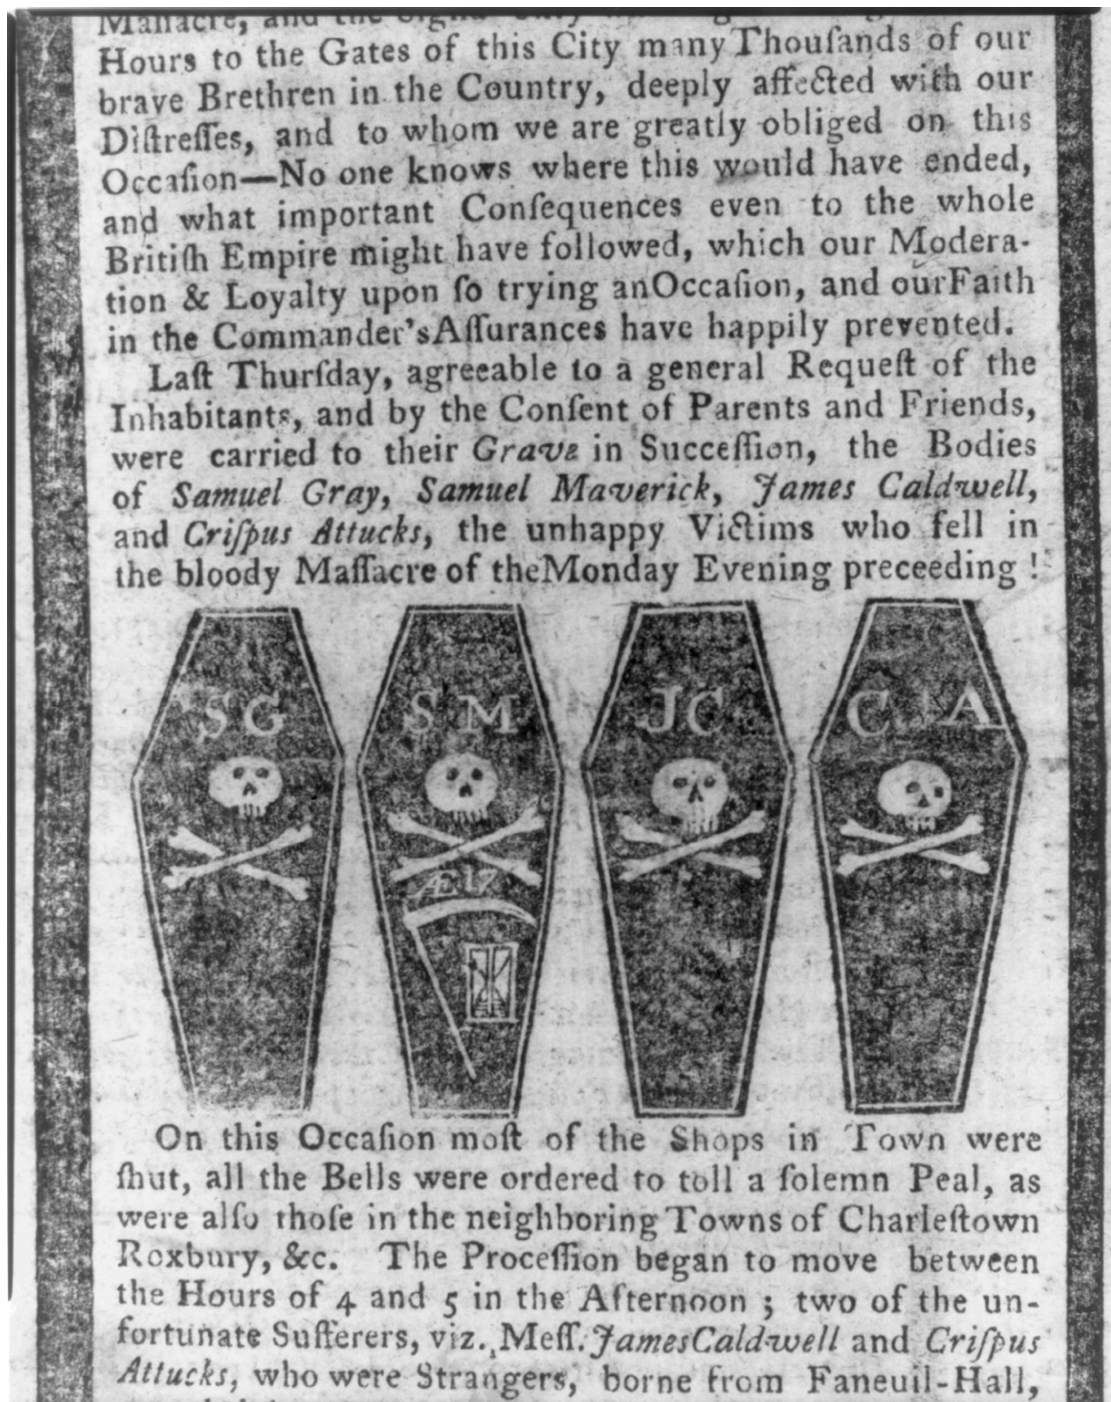 Maſſacre, and the
Hours to the Gates of this City many Thouſands of our
brave Brethren in the Country, deeply affected with our
Diſtreſſes, and to whom we are greatly obliged on this
Occaſion—No one knows where this would have ended,
and what important Conſequences even to the whole
Britiſh Empire might have followed, which our Modera-
tion & Loyalty upon ſo trying an Occaſion, and our Faith
in the Commander's Aſſurances have happily prevented.
Laſt Thurſday, agreeable to a general Requeſt of the
Inhabitants, and by the Conſent of Parents and Friends,
were carried to their Grave in Succeſſion, the Bodies
of Samuel Gray, Samuel Maverick, James Caldwell,
and Criſpus Attucks, the unhappy Victims who fell in
the bloody Maſſacre of the Monday Evening preceeding !
S G
S M
J C
C A
Æ 17
On this Occaſion moſt of the Shops in Town were
ſhut, all the Bells were ordered to toll a ſolemn Peal, as
were alſo thoſe in the neighboring Towns of Charleſtown
Roxbury, &c. The Proceſſion began to move between
the Hours of 4 and 5 in the Afternoon ; two of the un-
fortunate Sufferers, viz. Meſſ. James Caldwell and Criſpus
Attucks, who were Strangers, borne from Faneuil-Hall,